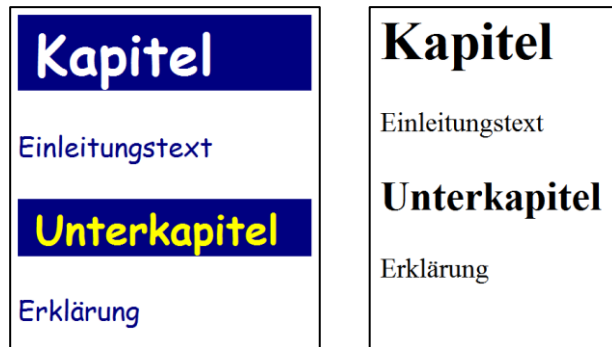 Kapitel
Einleitungstext
Unterkapitel
Erklärung
Kapitel
Einleitungstext
Unterkapitel
Erklärung